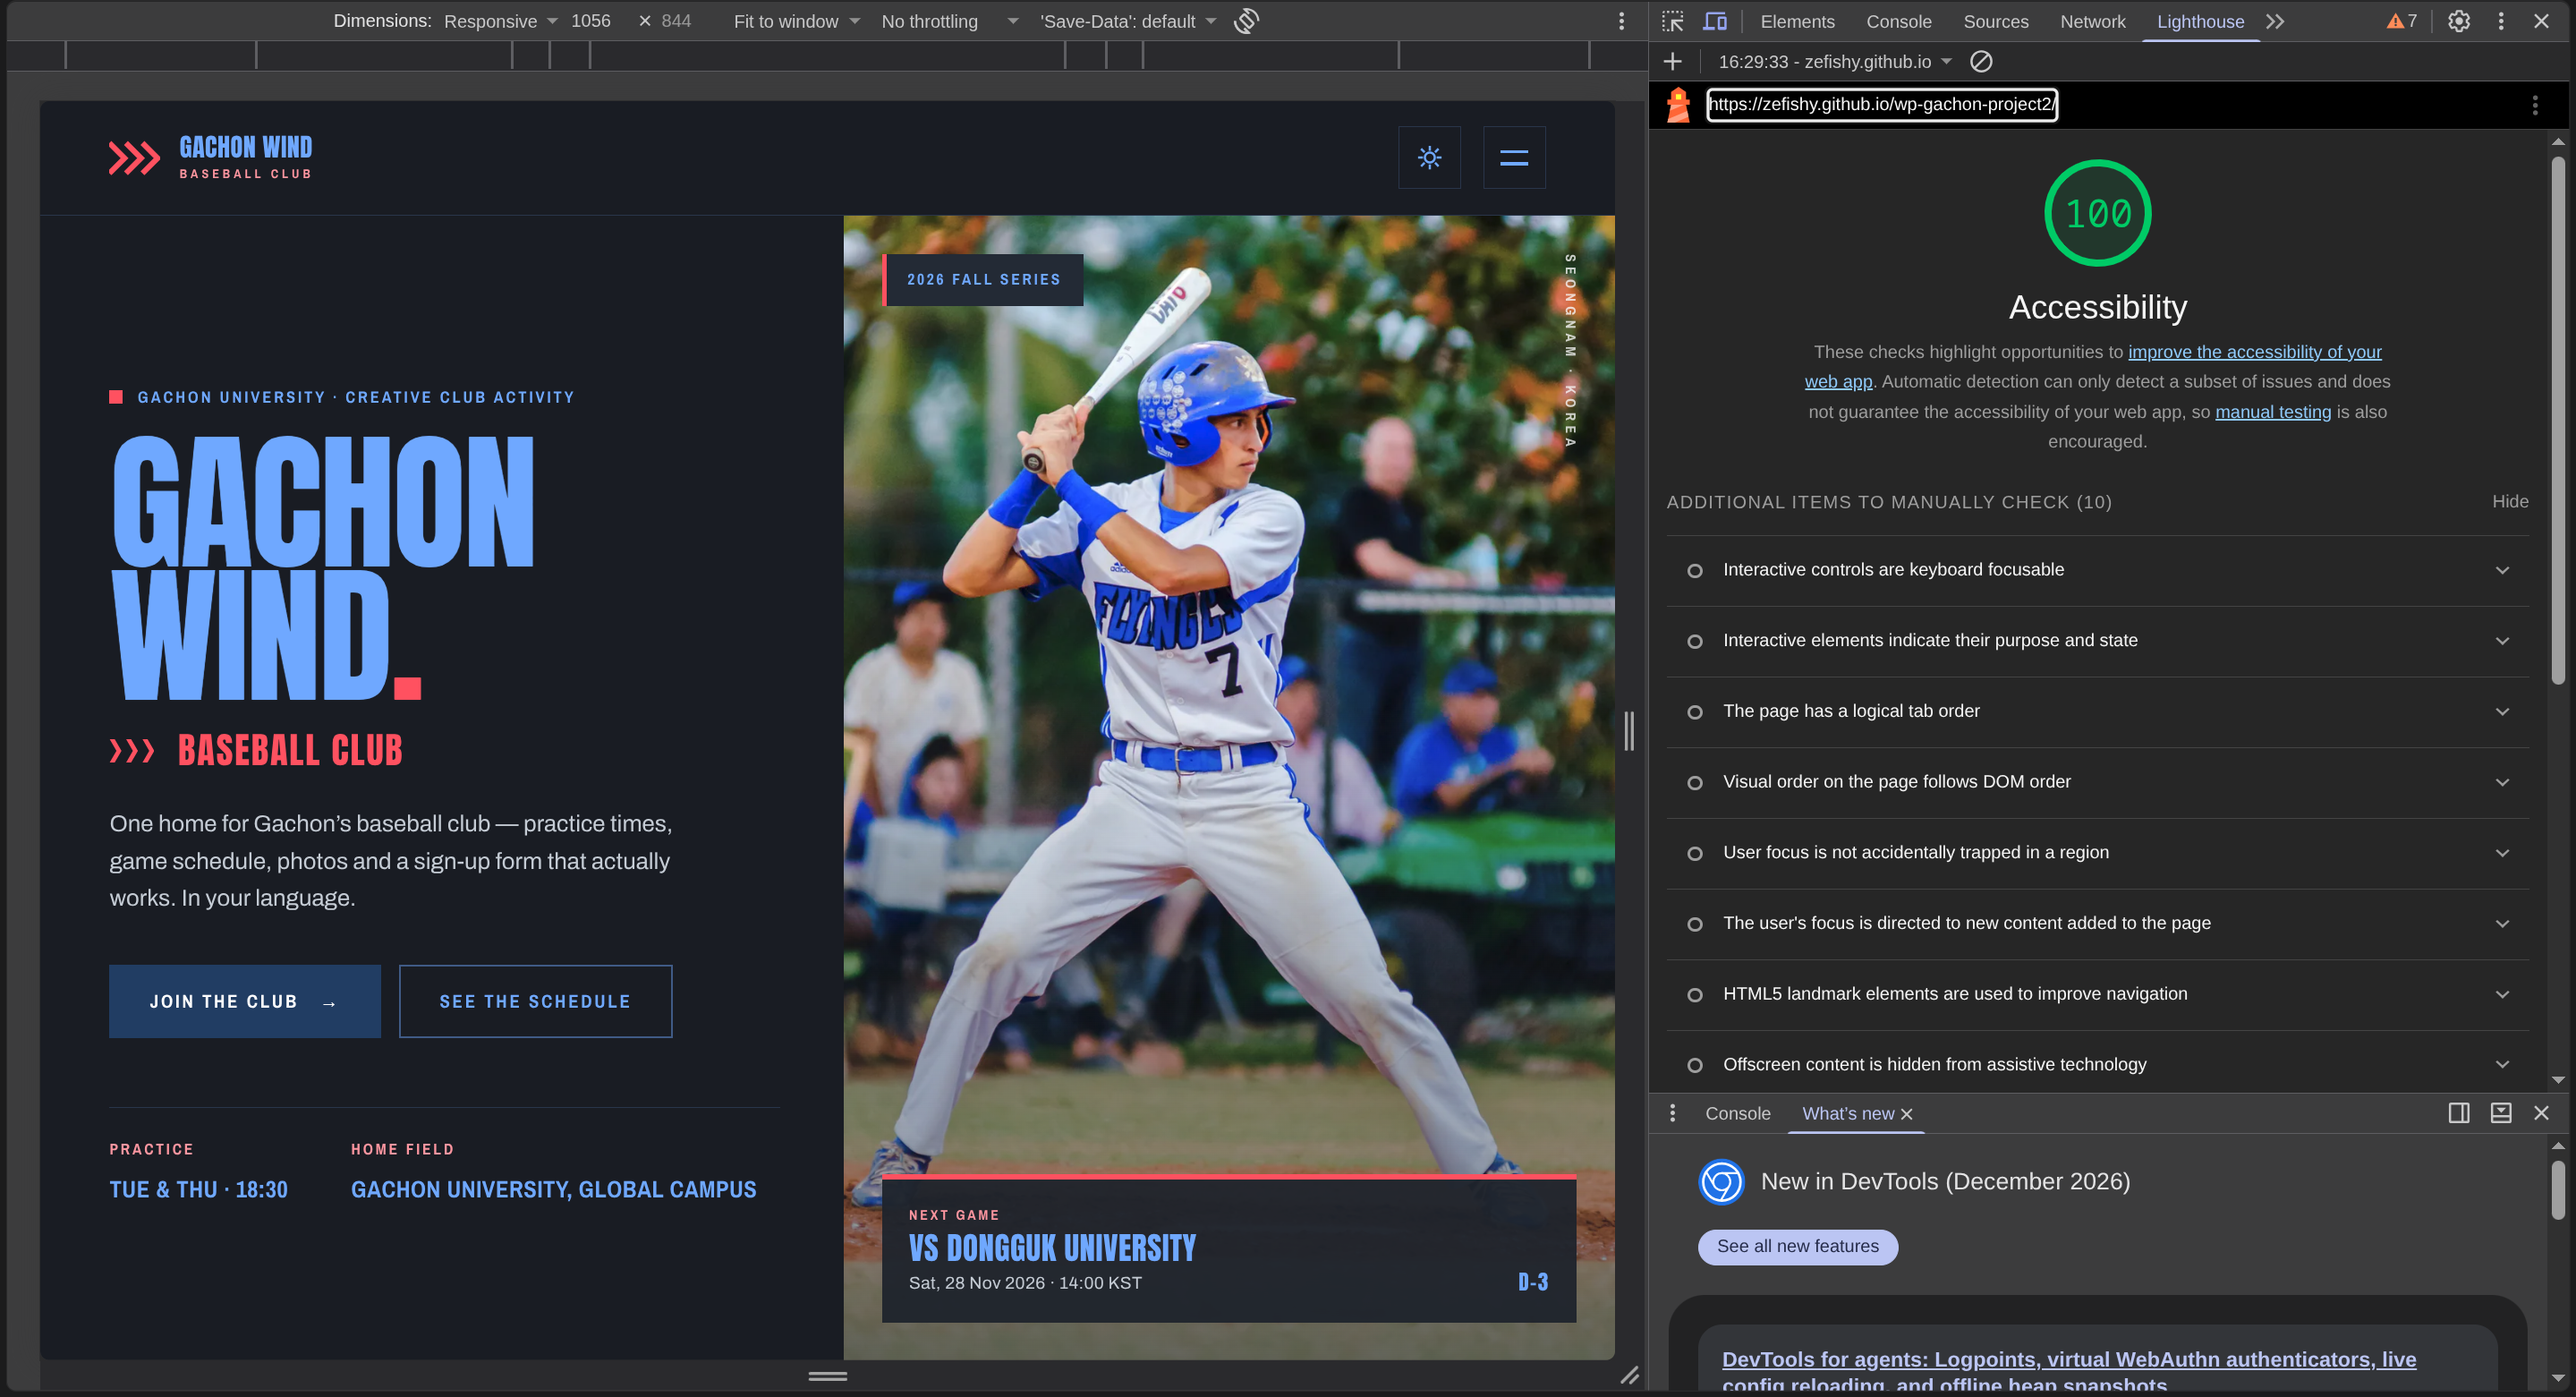 Dimensions: Responsive 1056 × 844 Fit to window No throttling 'Save-Data': default
GACHON WIND
BASEBALL CLUB
GACHON UNIVERSITY · CREATIVE CLUB ACTIVITY
GACHON
WIND.
BASEBALL CLUB
One home for Gachon’s baseball club — practice times,
game schedule, photos and a sign-up form that actually
works. In your language.
JOIN THE CLUB →
SEE THE SCHEDULE
PRACTICE
TUE & THU · 18:30
HOME FIELD
GACHON UNIVERSITY, GLOBAL CAMPUS
2026 FALL SERIES
SEONGNAM · KOREA
adidas
7
NEXT GAME
VS DONGGUK UNIVERSITY
Sat, 28 Nov 2026 · 14:00 KST
D-3
Elements Console Sources Network Lighthouse 7
16:29:33 - zefishy.github.io
https://zefishy.github.io/wp-gachon-project2/
100
Accessibility
These checks highlight opportunities to improve the accessibility of your
web app. Automatic detection can only detect a subset of issues and does
not guarantee the accessibility of your web app, so manual testing is also
encouraged.
ADDITIONAL ITEMS TO MANUALLY CHECK (10) Hide
Interactive controls are keyboard focusable
Interactive elements indicate their purpose and state
The page has a logical tab order
Visual order on the page follows DOM order
User focus is not accidentally trapped in a region
The user's focus is directed to new content added to the page
HTML5 landmark elements are used to improve navigation
Offscreen content is hidden from assistive technology
Console What's new
New in DevTools (December 2026)
See all new features
DevTools for agents: Logpoints, virtual WebAuthn authenticators, live
config reloading, and offline heap snapshots